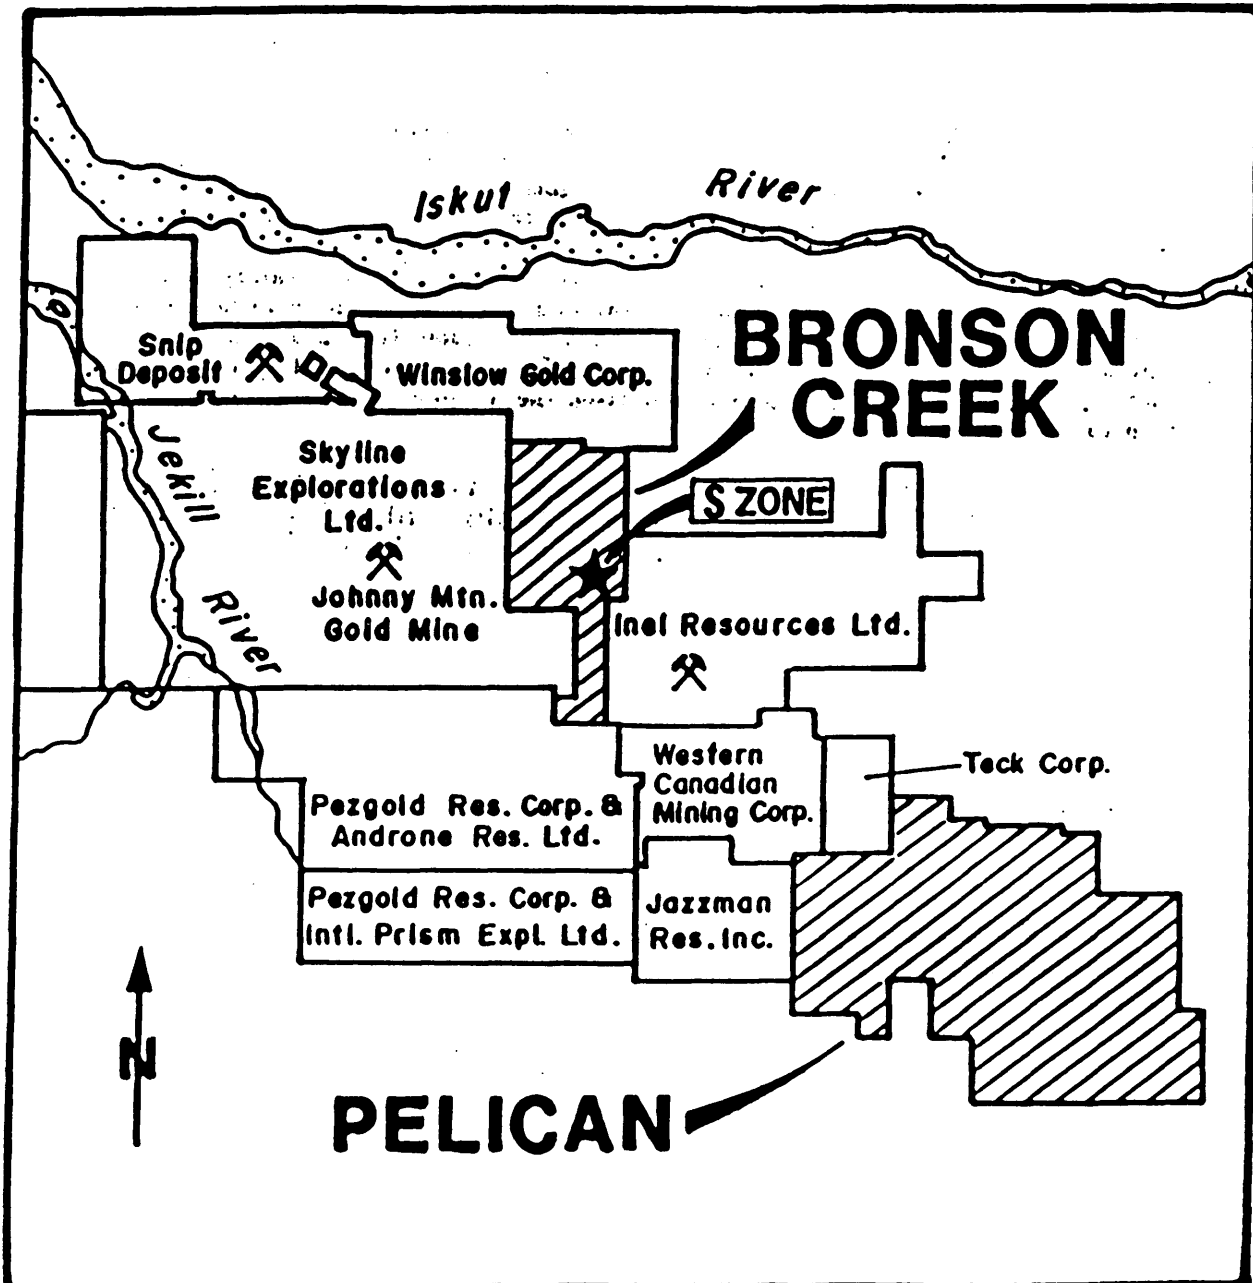 Iskut River
BRONSON
CREEK
Snip
Deposit
Winslow Gold Corp.
Jekill
River
Skyline
Explorations
Ltd.
S ZONE
Johnny Mtn.
Gold Mine
Inel Resources Ltd.
Western
Canadian
Mining Corp.
Teck Corp.
Pezgold Res. Corp. &
Androne Res. Ltd.
Pezgold Res. Corp. &
Intl. Prism Expl. Ltd.
Jazzman
Res. Inc.
N
PELICAN